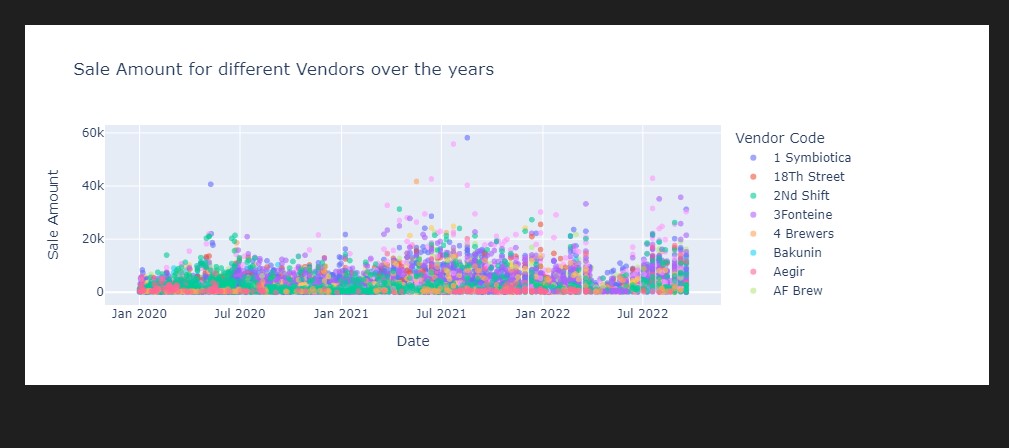 Sale Amount for different Vendors over the years
Vendor Code
1 Symbiotica
18Th Street
2Nd Shift
3Fonteine
4 Brewers
Bakunin
Aegir
AF Brew
60k
40k
20k
0
Sale Amount
Jan 2020
Jul 2020
Jan 2021
Jul 2021
Jan 2022
Jul 2022
Date